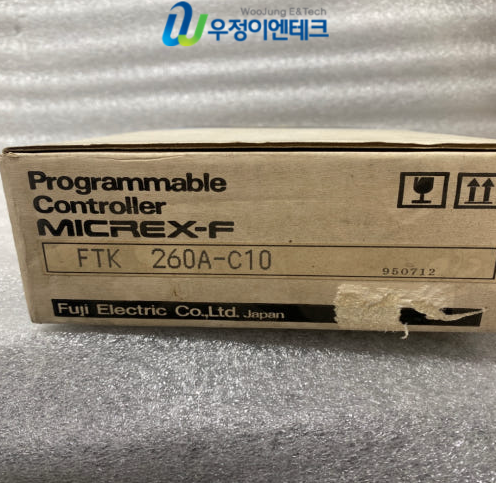 WooJung E&Tech
우정이엔테크
Programmable
Controller
MICREX-F
FTK 260A-C10
950712
Fuji Electric Co.,Ltd. Japan